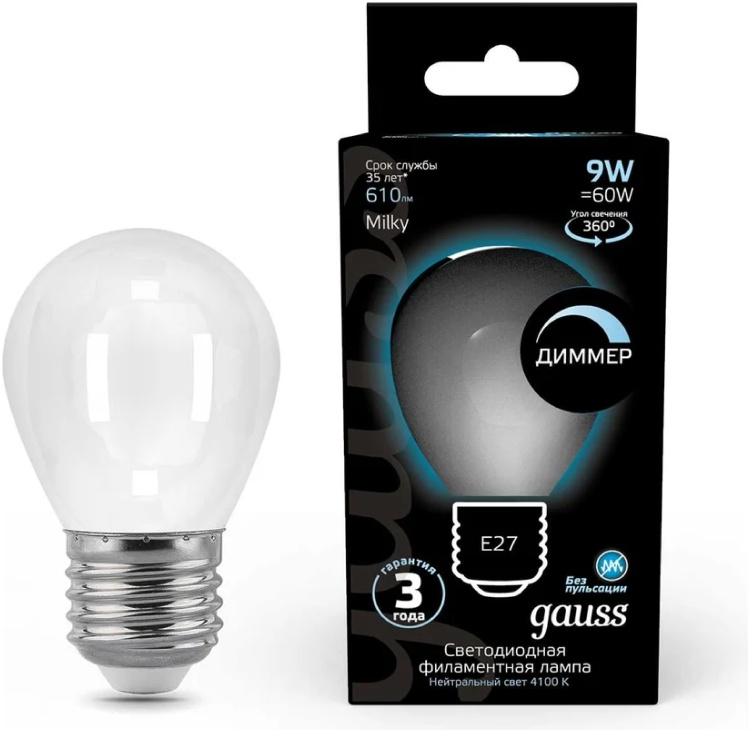 Срок службы
35 лет*
610лм
Milky
9W
=60W
Угол свечения
360°
ДИММЕР
E27
гарантия
3
года
Без
пульсации
gauss
Светодиодная
филаментная лампа
Нейтральный свет 4100 К